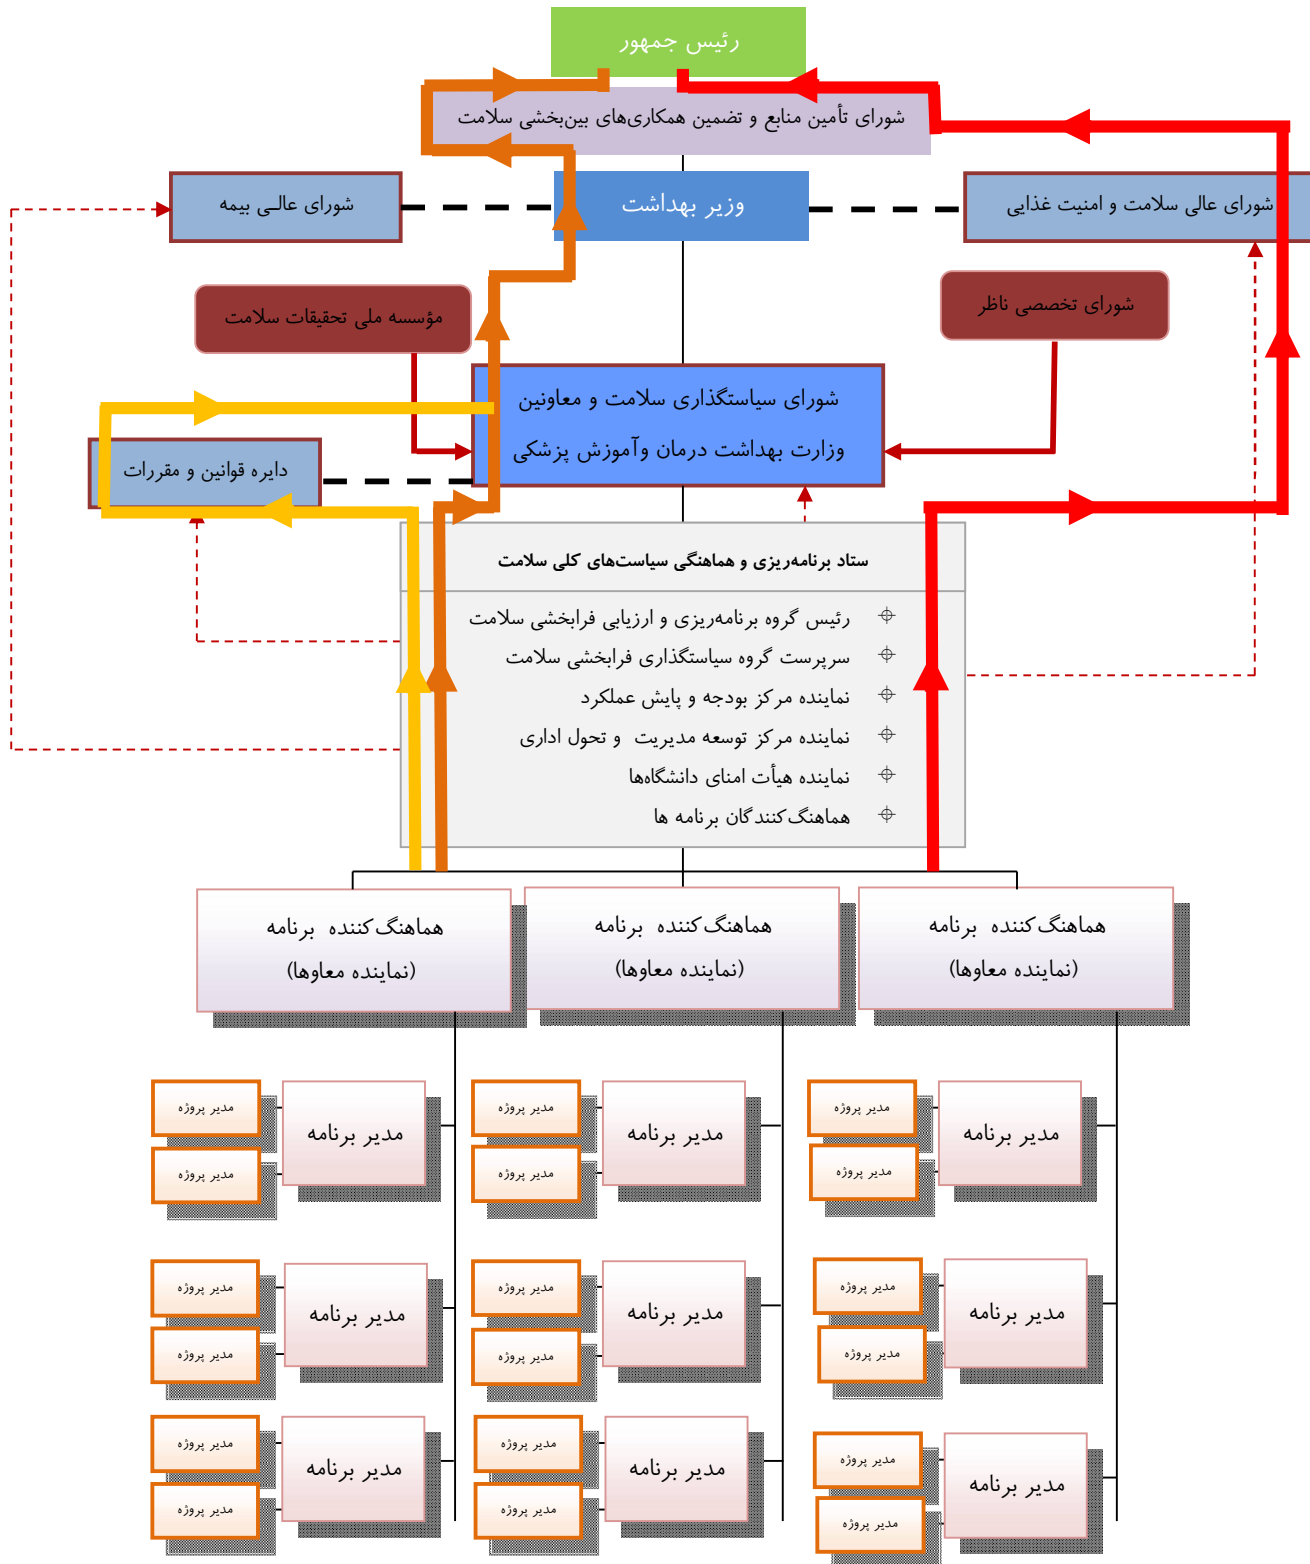 رئیس جمهور
شورای تأمین منابع و تضمین همکاری‌های بین‌بخشی سلامت
شورای عالی سلامت و امنیت غذایی
وزیر بهداشت
شورای عالـی بیمه
شورای تخصصی ناظر
مؤسسه ملی تحقیقات سلامت
شورای سیاستگذاری سلامت و معاونین
وزارت بهداشت درمان وآموزش پزشکی
دایره قوانین و مقررات
ستاد برنامه‌ریزی و هماهنگی سیاست‌های کلی سلامت
رئیس گروه برنامه‌ریزی و ارزیابی فرابخشی سلامت
سرپرست گروه سیاستگذاری فرابخشی سلامت
نماینده مرکز بودجه و پایش عملکرد
نماینده مرکز توسعه مدیریت و تحول اداری
نماینده هیأت امنای دانشگاه‌ها
هماهنگ‌کنندگان برنامه ها
هماهنگ‌کننده برنامه
(نماینده معاوها)
هماهنگ‌کننده برنامه
(نماینده معاوها)
هماهنگ‌کننده برنامه
(نماینده معاوها)
مدیر برنامه
مدیر پروژه
مدیر پروژه
مدیر برنامه
مدیر پروژه
مدیر پروژه
مدیر برنامه
مدیر پروژه
مدیر پروژه
مدیر برنامه
مدیر پروژه
مدیر پروژه
مدیر برنامه
مدیر پروژه
مدیر پروژه
مدیر برنامه
مدیر پروژه
مدیر پروژه
مدیر برنامه
مدیر پروژه
مدیر پروژه
مدیر برنامه
مدیر پروژه
مدیر پروژه
مدیر برنامه
مدیر پروژه
مدیر پروژه